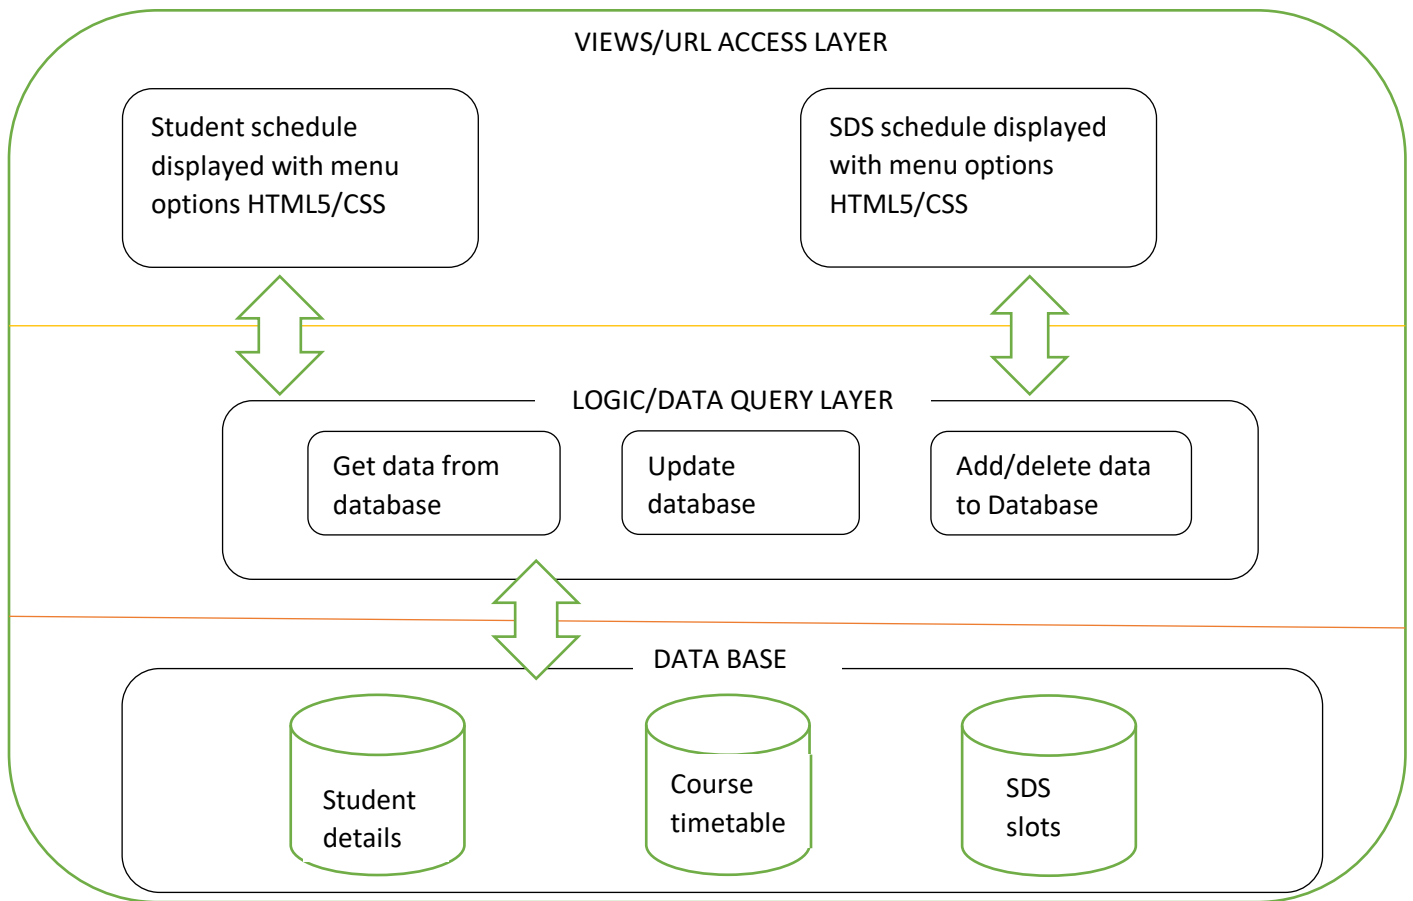 VIEWS/URL ACCESS LAYER
Student schedule
displayed with menu
options HTML5/CSS
SDS schedule displayed
with menu options
HTML5/CSS
LOGIC/DATA QUERY LAYER
Get data from
database
Update
database
Add/delete data
to Database
DATA BASE
Student
details
Course
timetable
SDS
slots